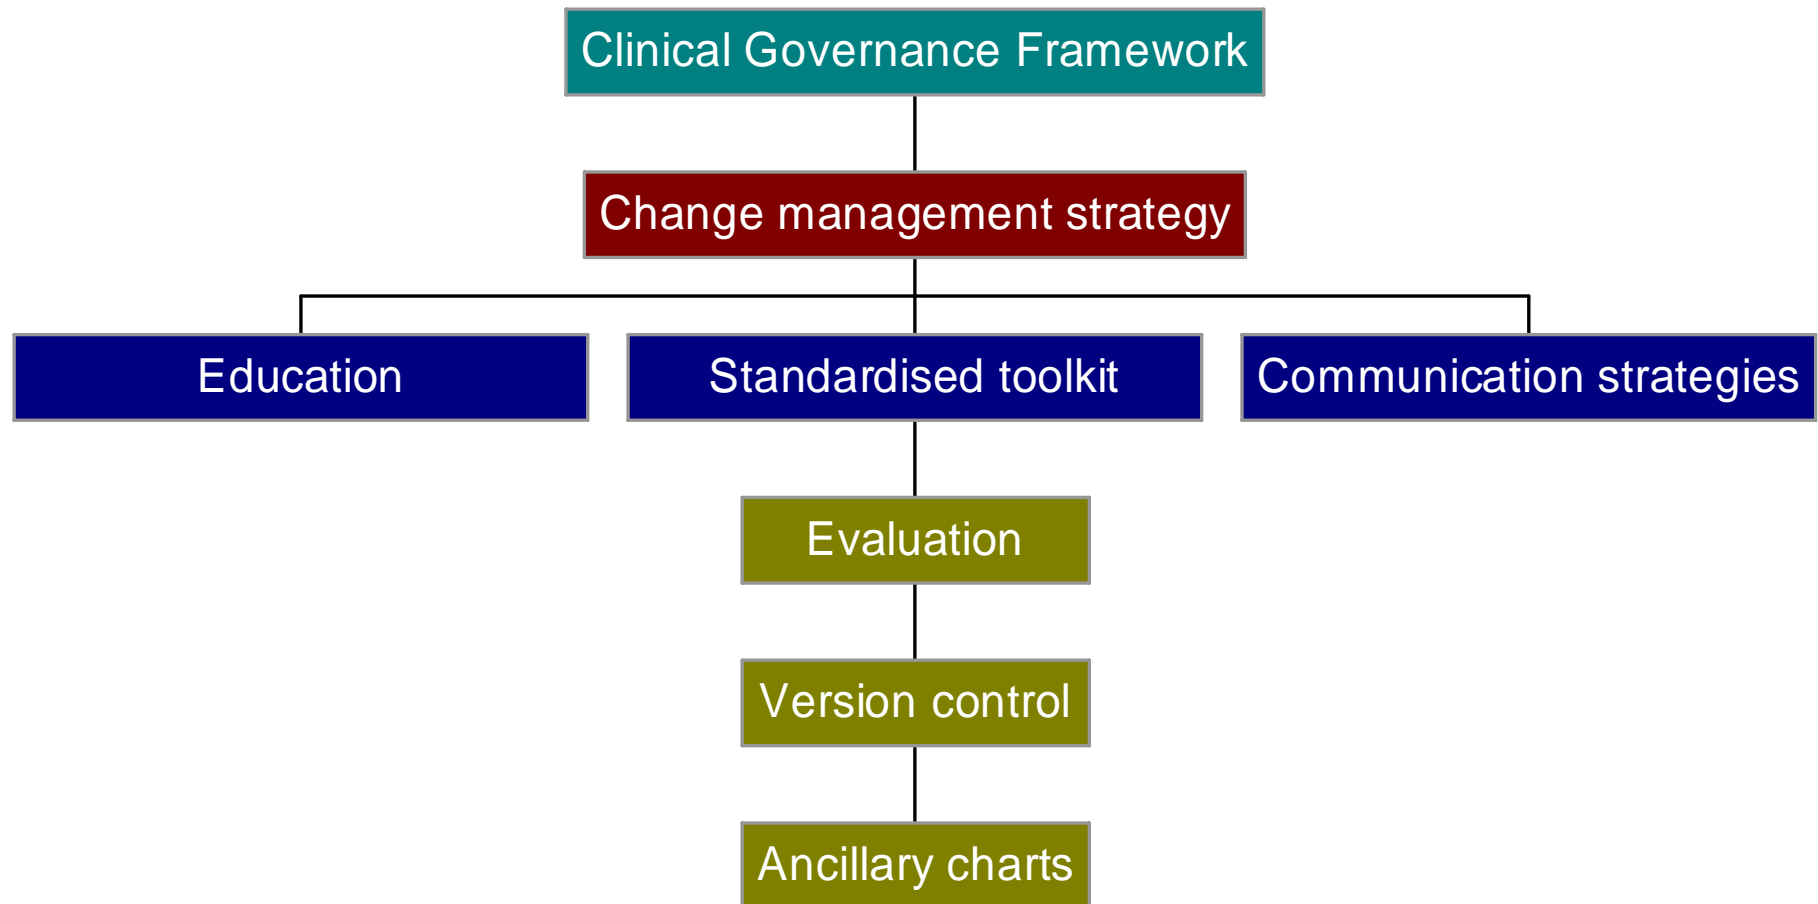 Clinical Governance Framework
Change management strategy
Education
Standardised toolkit
Communication strategies
Evaluation
Version control
Ancillary charts